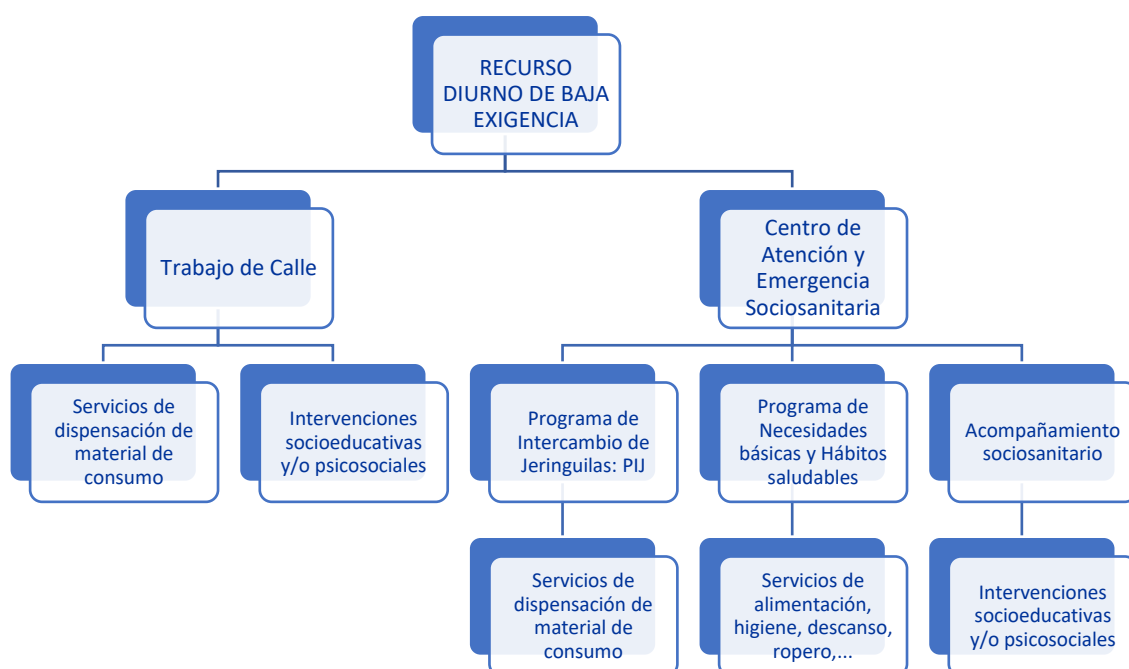 RECURSO
DIURNO DE BAJA
EXIGENCIA
Trabajo de Calle
Centro de
Atención y
Emergencia
Sociosanitaria
Servicios de
dispensación de
material de
consumo
Intervenciones
socioeducativas
y/o psicosociales
Programa de
Intercambio de
Jeringuilas: PIJ
Programa de
Necesidades
básicas y Hábitos
saludables
Acompañamiento
sociosanitario
Servicios de
dispensación de
material de
consumo
Servicios de
alimentación,
higiene, descanso,
ropero,...
Intervenciones
socioeducativas
y/o psicosociales